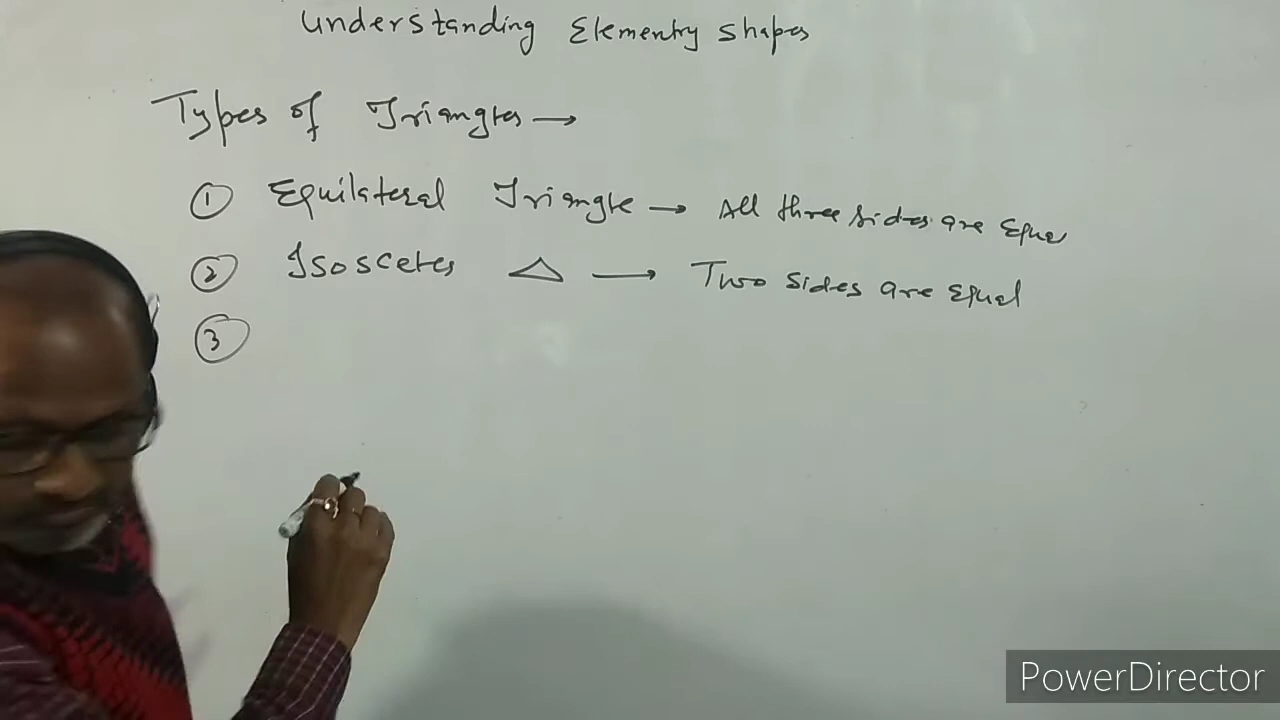 Understanding Elementry Shapes
Types of Triangles →
① Equilateral Triangle → All three sides are Equa
② Isosceles △ → Two sides are Equal
③
PowerDirector